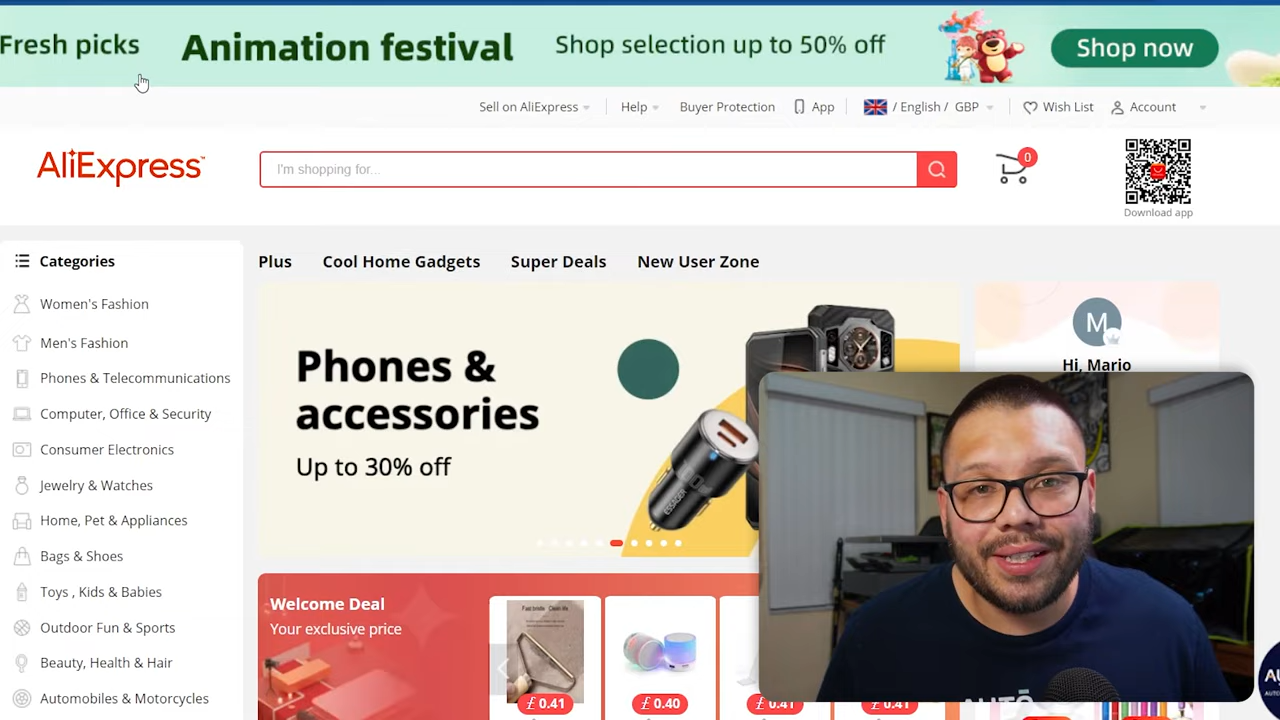 Fresh picks Animation festival Shop selection up to 50% off Shop now
Sell on AliExpress Help Buyer Protection App / English / GBP Wish List Account
AliExpress
I'm shopping for...
0
Download app
Categories
Women's Fashion
Men's Fashion
Phones & Telecommunications
Computer, Office & Security
Consumer Electronics
Jewelry & Watches
Home, Pet & Appliances
Bags & Shoes
Toys , Kids & Babies
Outdoor Fun & Sports
Beauty, Health & Hair
Automobiles & Motorcycles
Plus Cool Home Gadgets Super Deals New User Zone
Phones &
accessories
Up to 30% off
ESSAGER
M
Hi, Mario
Welcome Deal
Your exclusive price
£ 0.41
£ 0.40
£ 0.41
£ 0.41
AUTŌ